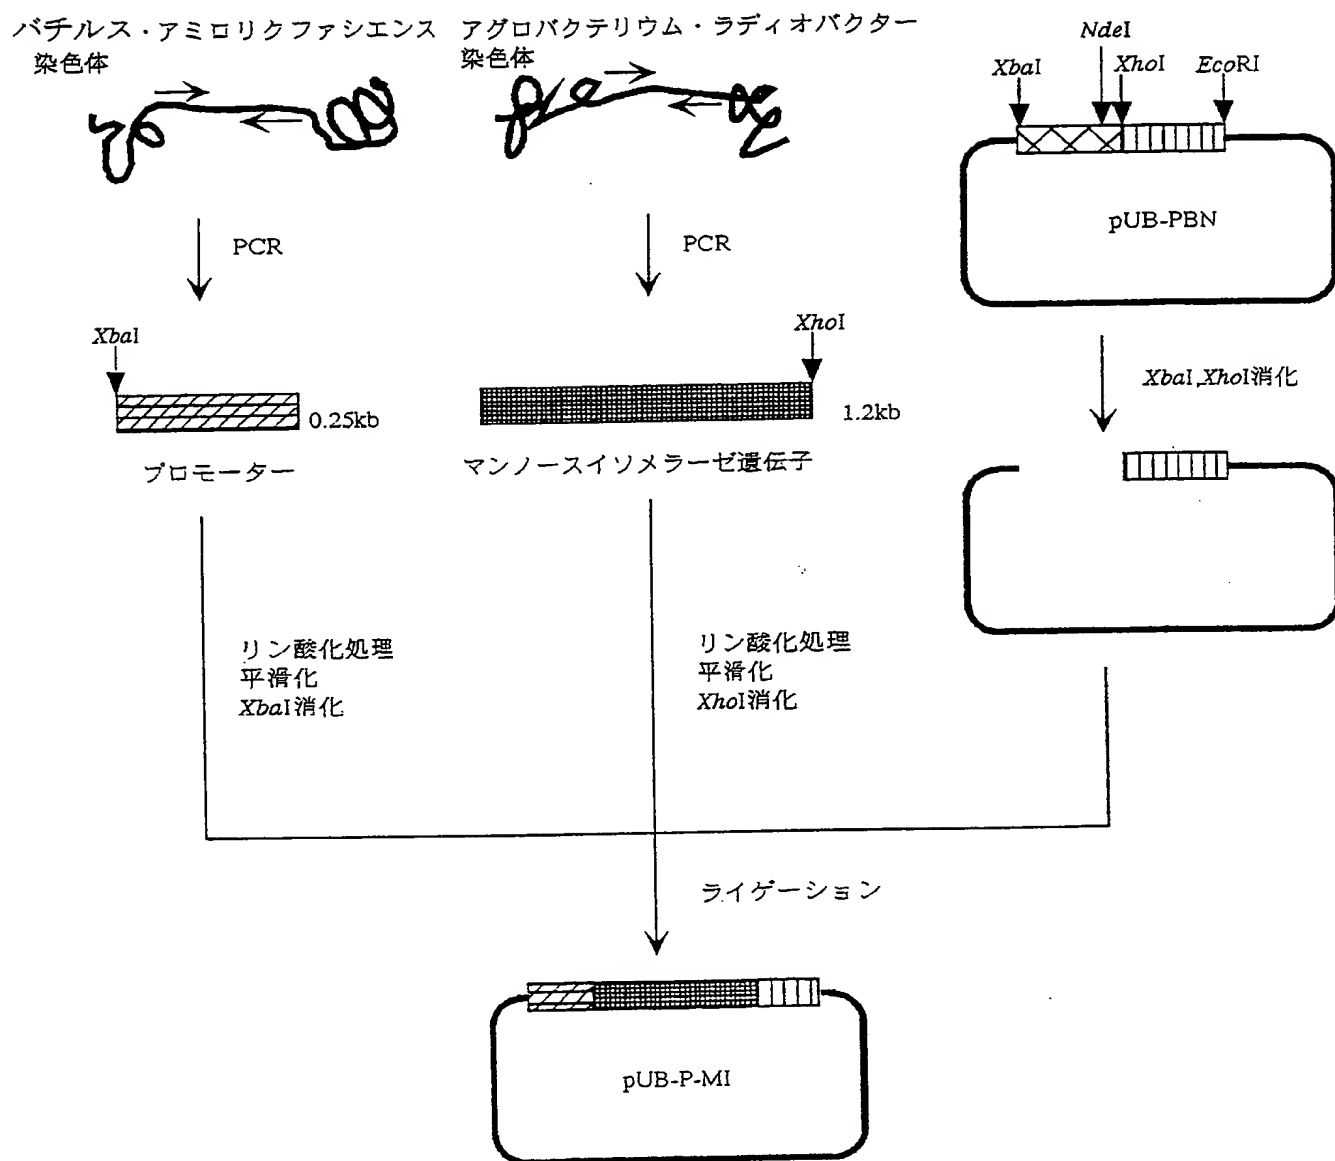 バチルス・アミロリクファシエンス
染色体
アグロバクテリウム・ラディオバクター
染色体
NdeI
XbaI
XhoI
EcoRI
pUB-PBN
PCR
PCR
XbaI
XhoI
XbaI,XhoI消化
0.25kb
1.2kb
プロモーター
マンノースイソメラーゼ遺伝子
リン酸化処理
平滑化
XbaI消化
リン酸化処理
平滑化
XhoI消化
ライゲーション
pUB-P-MI